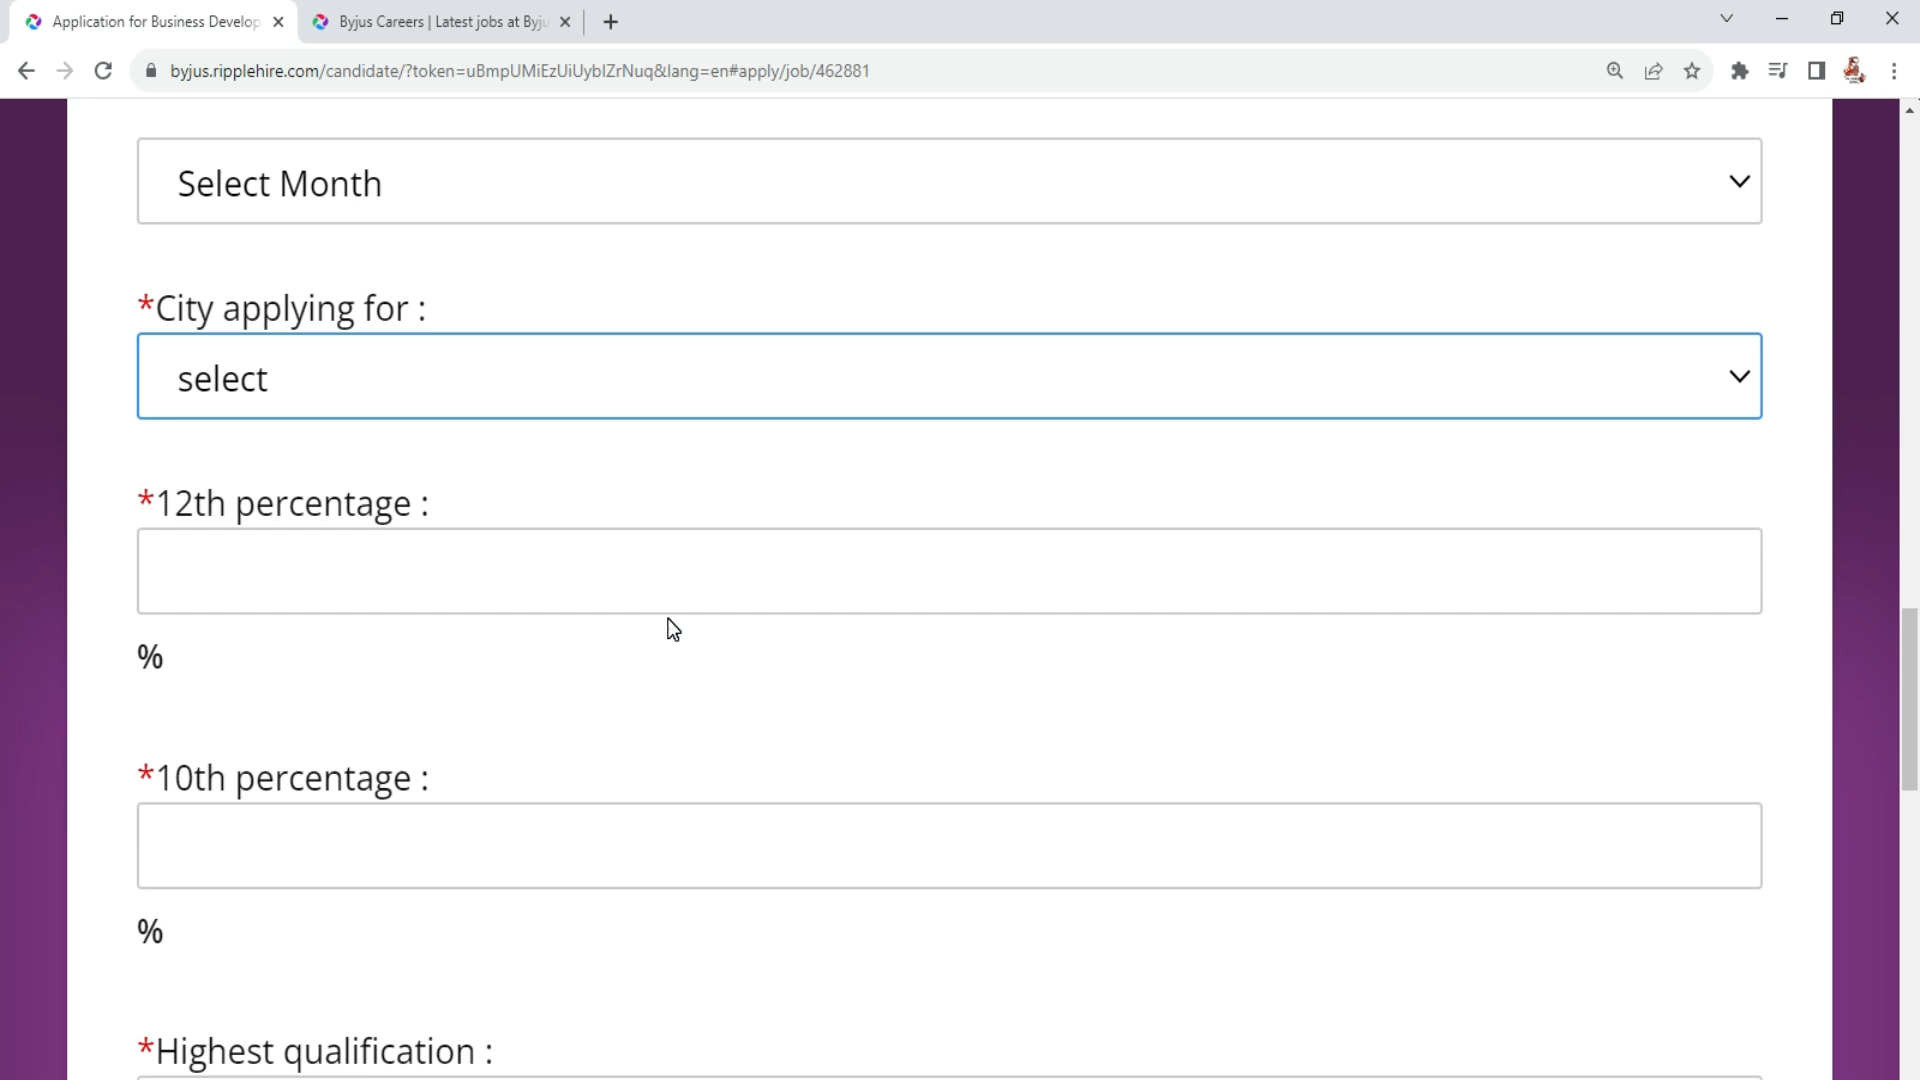 Application for Business Develop
Byjus Careers | Latest jobs at Byju
byjus.ripplehire.com/candidate/?token=uBmpUMiEzUiUyblZrNuq&lang=en#apply/job/462881
Select Month
*City applying for :
select
*12th percentage :
%
*10th percentage :
%
*Highest qualification :